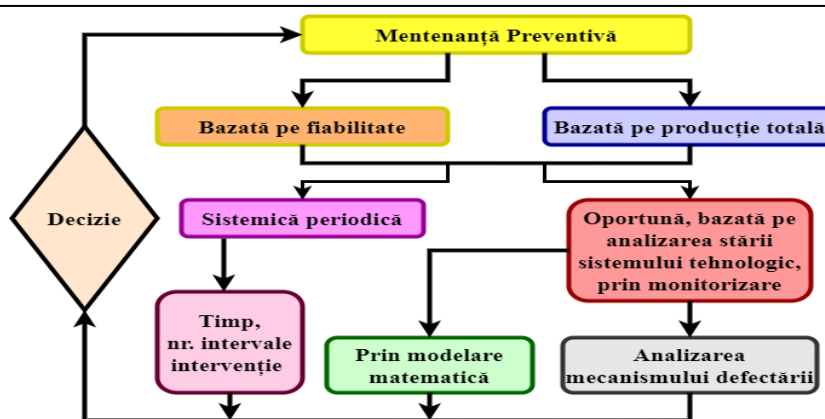 Mentenanță Preventivă
Bazată pe fiabilitate
Bazată pe producție totală
Decizie
Sistemică periodică
Oportună, bazată pe
analizarea stării
sistemului tehnologic,
prin monitorizare
Timp,
nr. intervale
intervenție
Prin modelare
matematică
Analizarea
mecanismului defectării